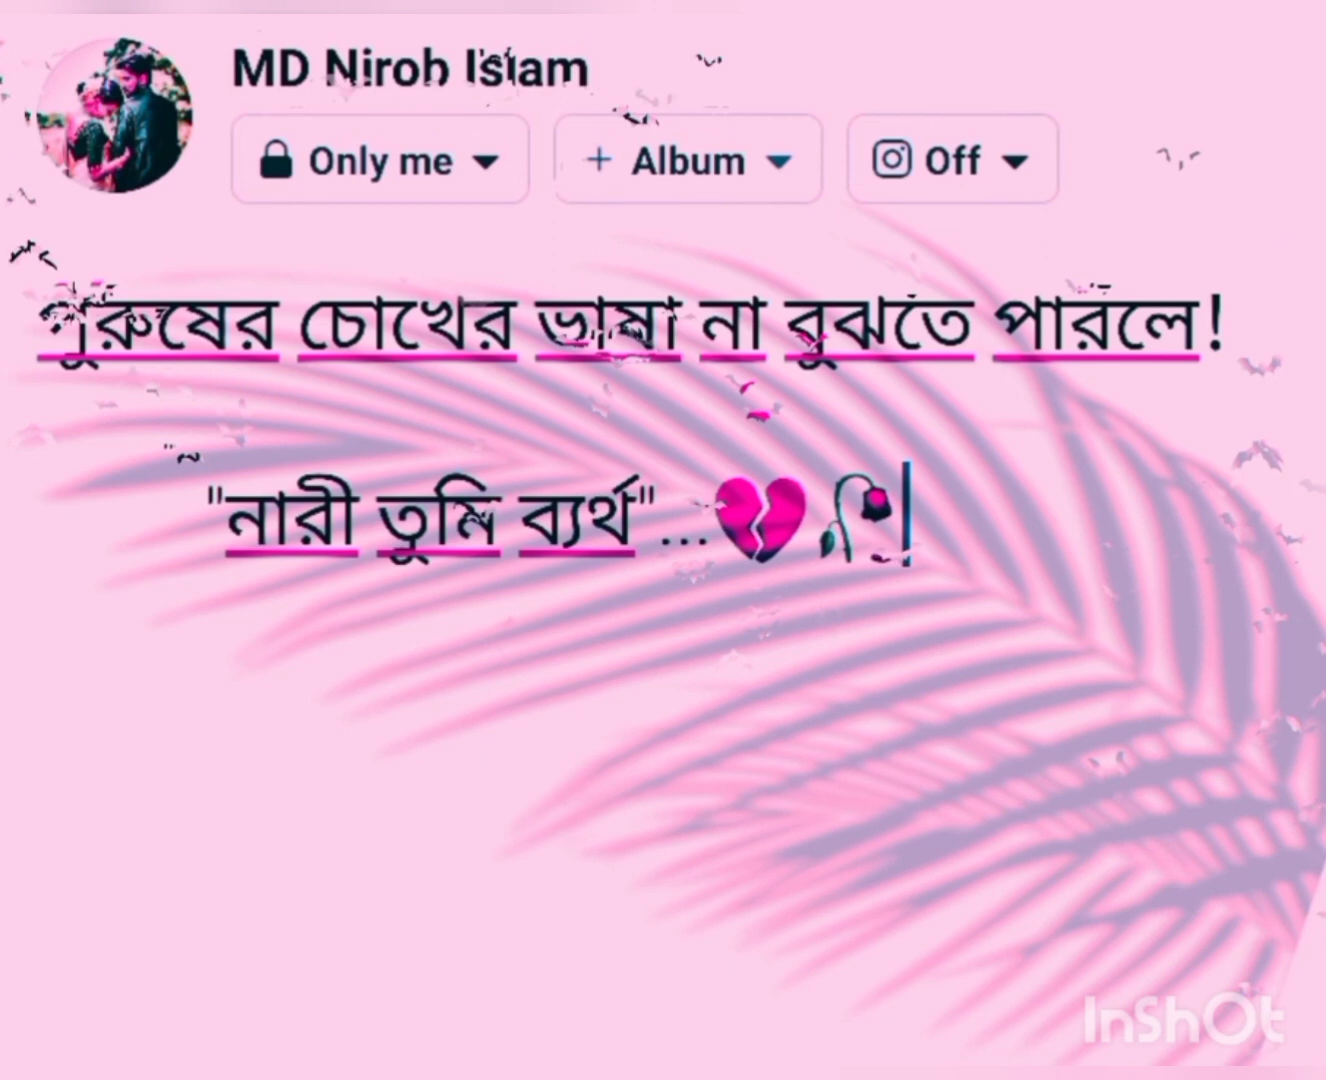 MD Nirob Islam
Only me + Album Off
পুরুষের চোখের ভাষা না বুঝতে পারলে!
"নারী তুমি ব্যর্থ"...💔🥀
InShOt